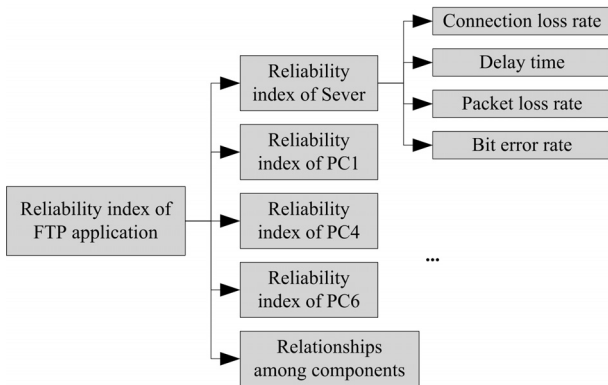 Reliability index of
FTP application
Reliability
index of Sever
Reliability
index of PC1
Reliability
index of PC4
Reliability
index of PC6
Relationships
among components
Connection loss rate
Delay time
Packet loss rate
Bit error rate
...